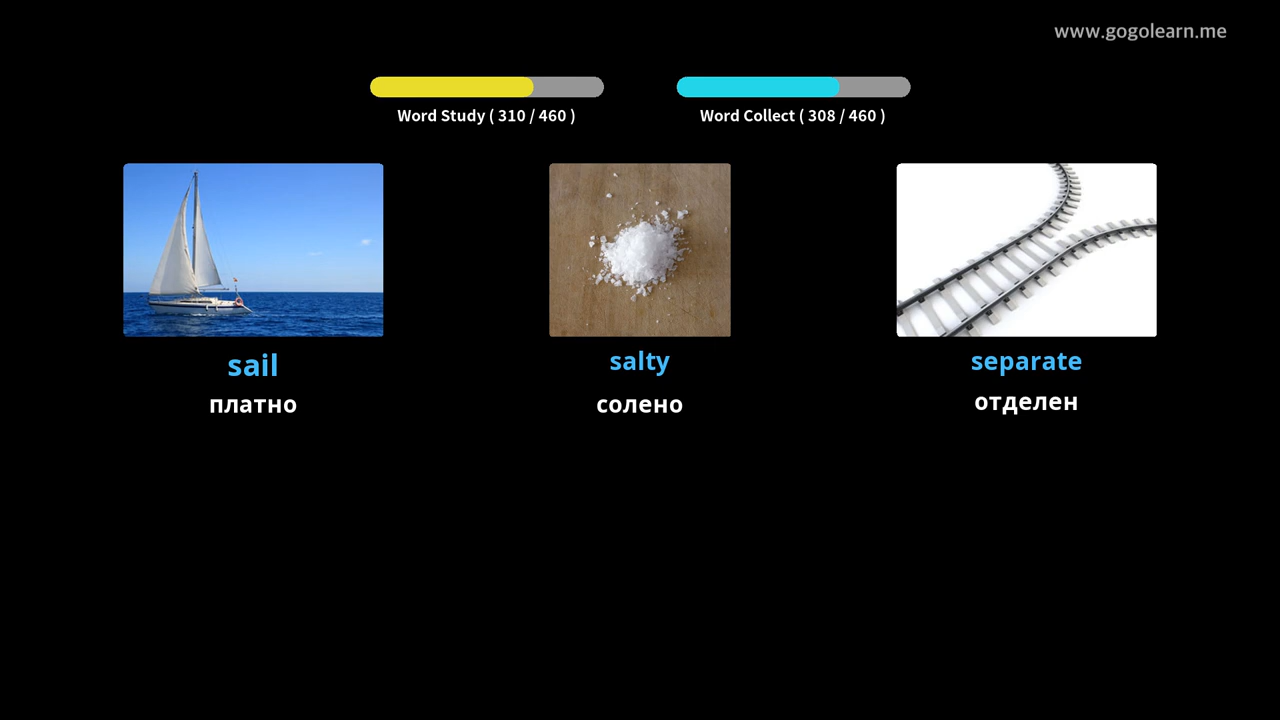 www.gogolearn.me
Word Study ( 310 / 460 )
Word Collect ( 308 / 460 )
sail
платно
salty
солено
separate
отделен